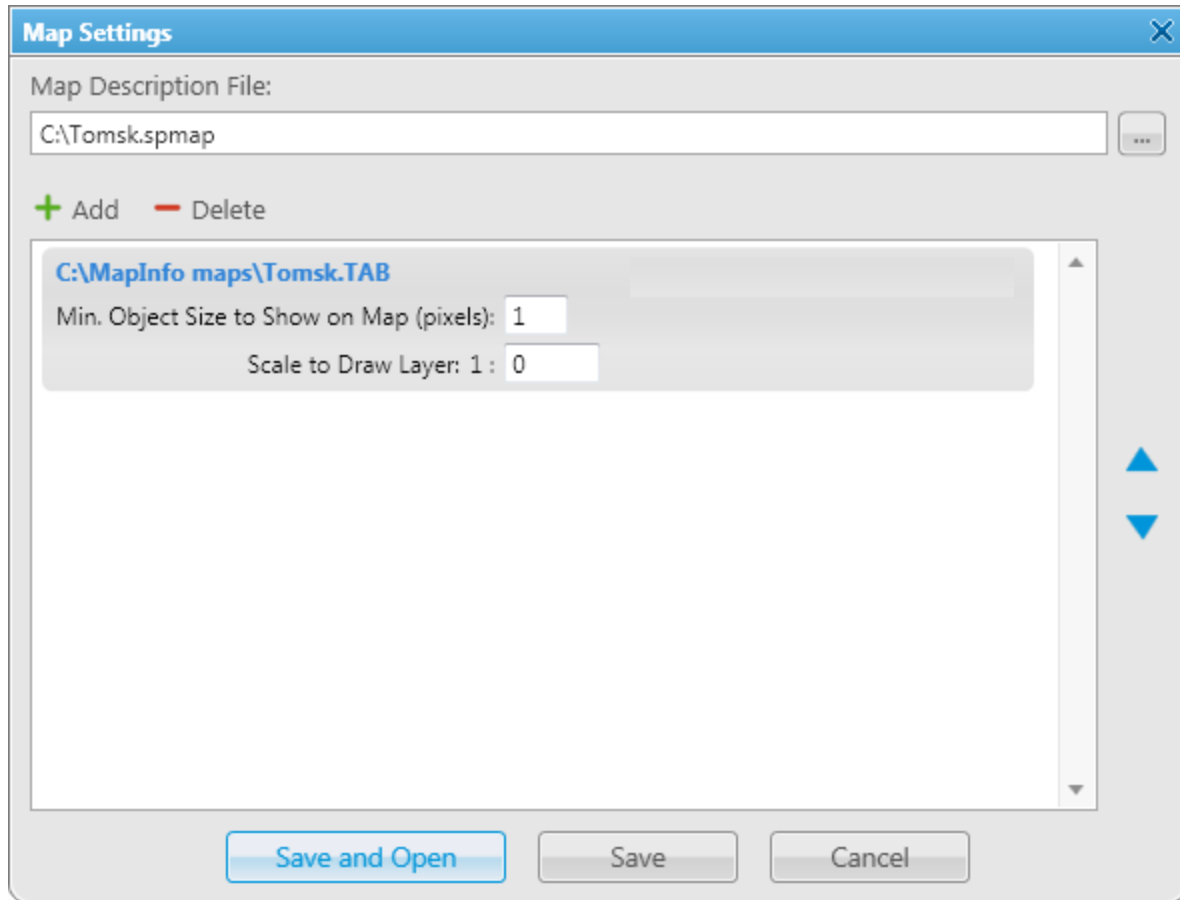 Map Settings
Map Description File:
C:\Tomsk.spmap
...
Add Delete
C:\MapInfo maps\Tomsk.TAB
Min. Object Size to Show on Map (pixels): 1
Scale to Draw Layer: 1 : 0
Save and Open Save Cancel